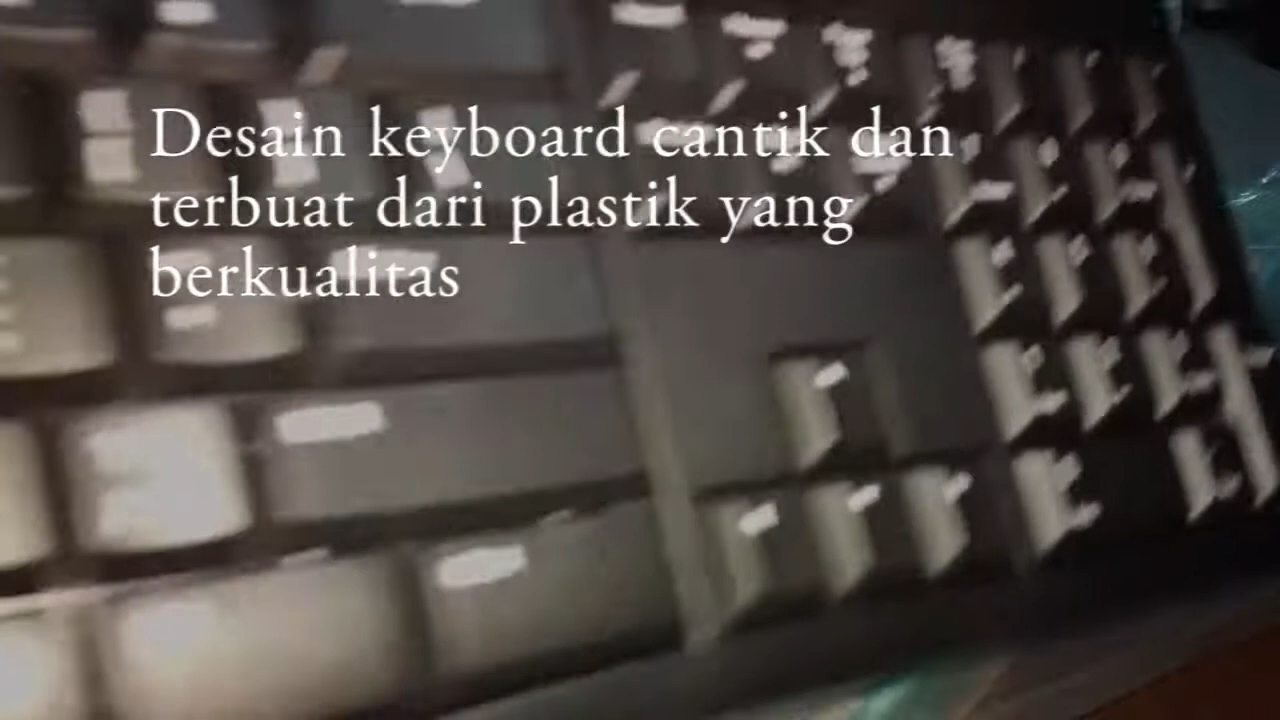 Desain keyboard cantik dan
terbuat dari plastik yang
berkualitas